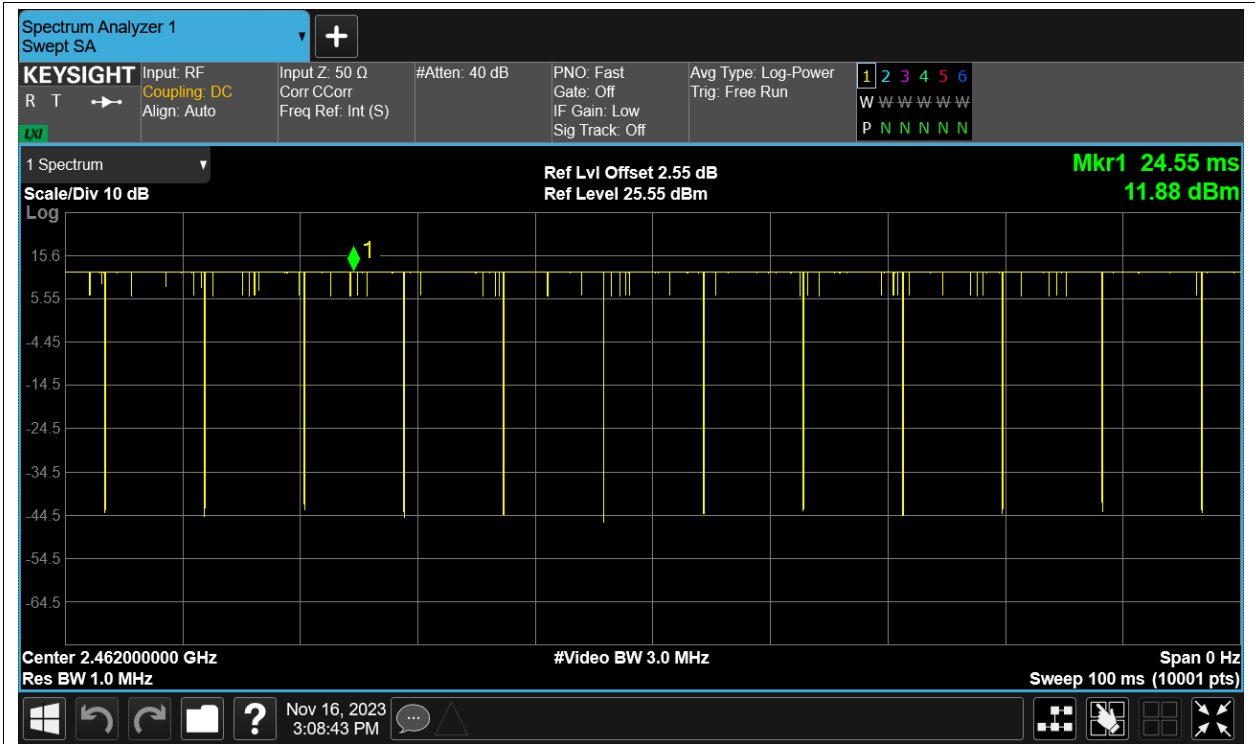 Spectrum Analyzer 1
Swept SA
KEYSIGHT
R T
LXI
Input: RF
Coupling: DC
Align: Auto
Input Z: 50 Ω
Corr CCorr
Freq Ref: Int (S)
#Atten: 40 dB
PNO: Fast
Gate: Off
IF Gain: Low
Sig Track: Off
Avg Type: Log-Power
Trig: Free Run
1 2 3 4 5 6
W W W W W W
P N N N N N
1 Spectrum
Scale/Div 10 dB
Log
Ref Lvl Offset 2.55 dB
Ref Level 25.55 dBm
Mkr1 24.55 ms
11.88 dBm
1
15.6
5.55
-4.45
-14.5
-24.5
-34.5
-44.5
-54.5
-64.5
Center 2.462000000 GHz
#Video BW 3.0 MHz
Span 0 Hz
Res BW 1.0 MHz
Sweep 100 ms (10001 pts)
?
Nov 16, 2023
3:08:43 PM